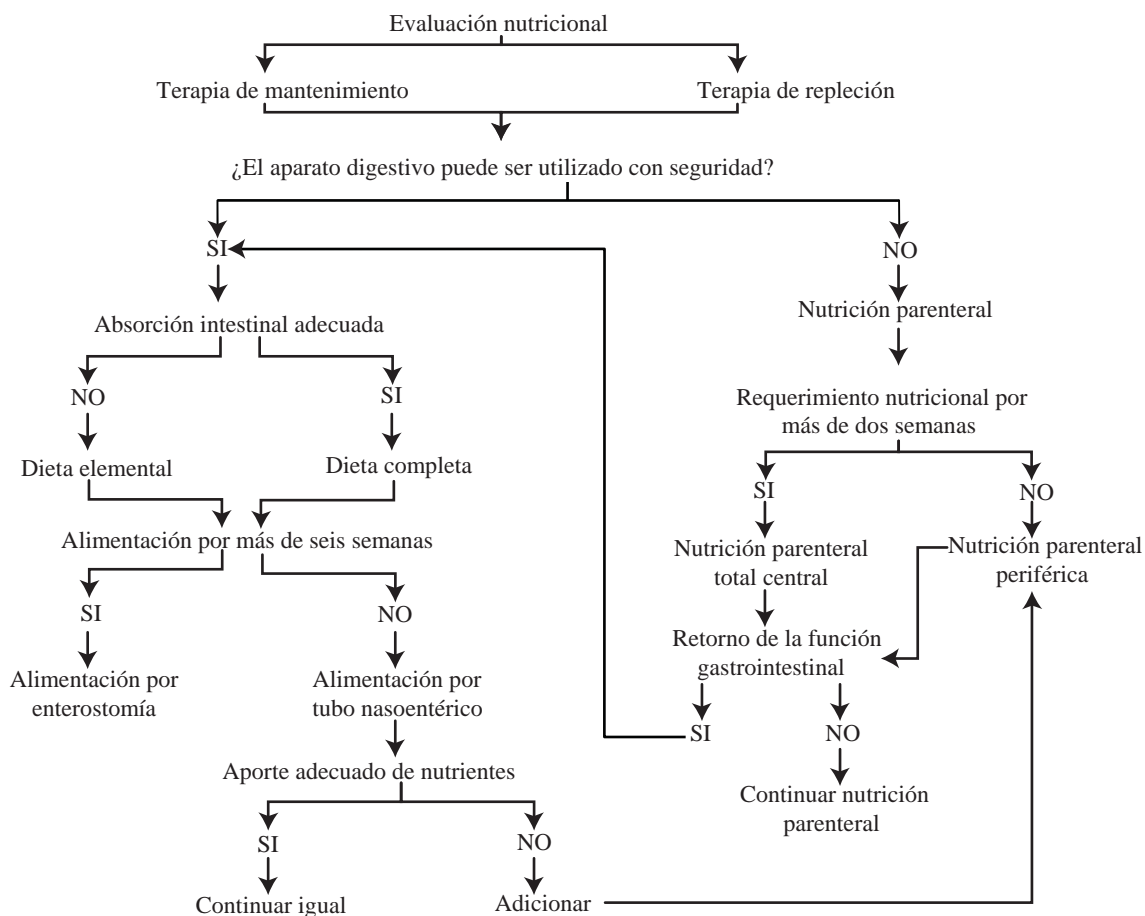 Evaluación nutricional
Terapia de mantenimiento
Terapia de repleción
¿El aparato digestivo puede ser utilizado con seguridad?
SI
NO
Nutrición parenteral
Absorción intestinal adecuada
NO
SI
Requerimiento nutricional por
más de dos semanas
Dieta elemental
Dieta completa
SI
NO
Alimentación por más de seis semanas
Nutrición parenteral
total central
Nutrición parenteral
periférica
SI
NO
Retorno de la función
gastrointestinal
Alimentación por
enterostomía
Alimentación por
tubo nasoentérico
SI
NO
Aporte adecuado de nutrientes
Continuar nutrición
parenteral
SI
NO
Continuar igual
Adicionar